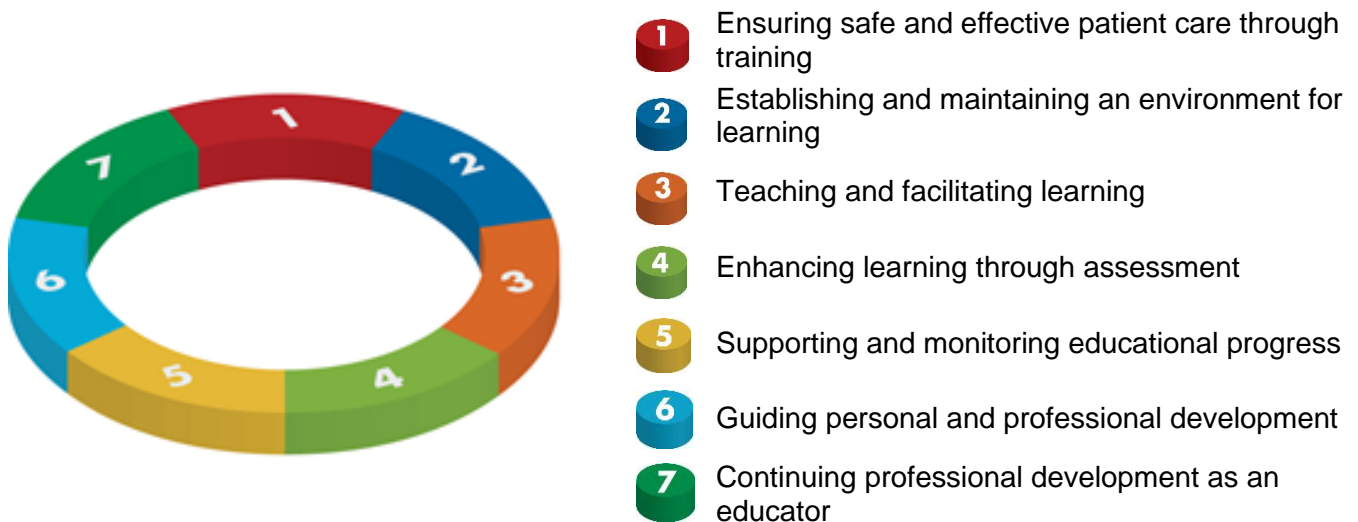 1
2
3
4
5
6
7
1 Ensuring safe and effective patient care through
training
2 Establishing and maintaining an environment for
learning
3 Teaching and facilitating learning
4 Enhancing learning through assessment
5 Supporting and monitoring educational progress
6 Guiding personal and professional development
7 Continuing professional development as an
educator